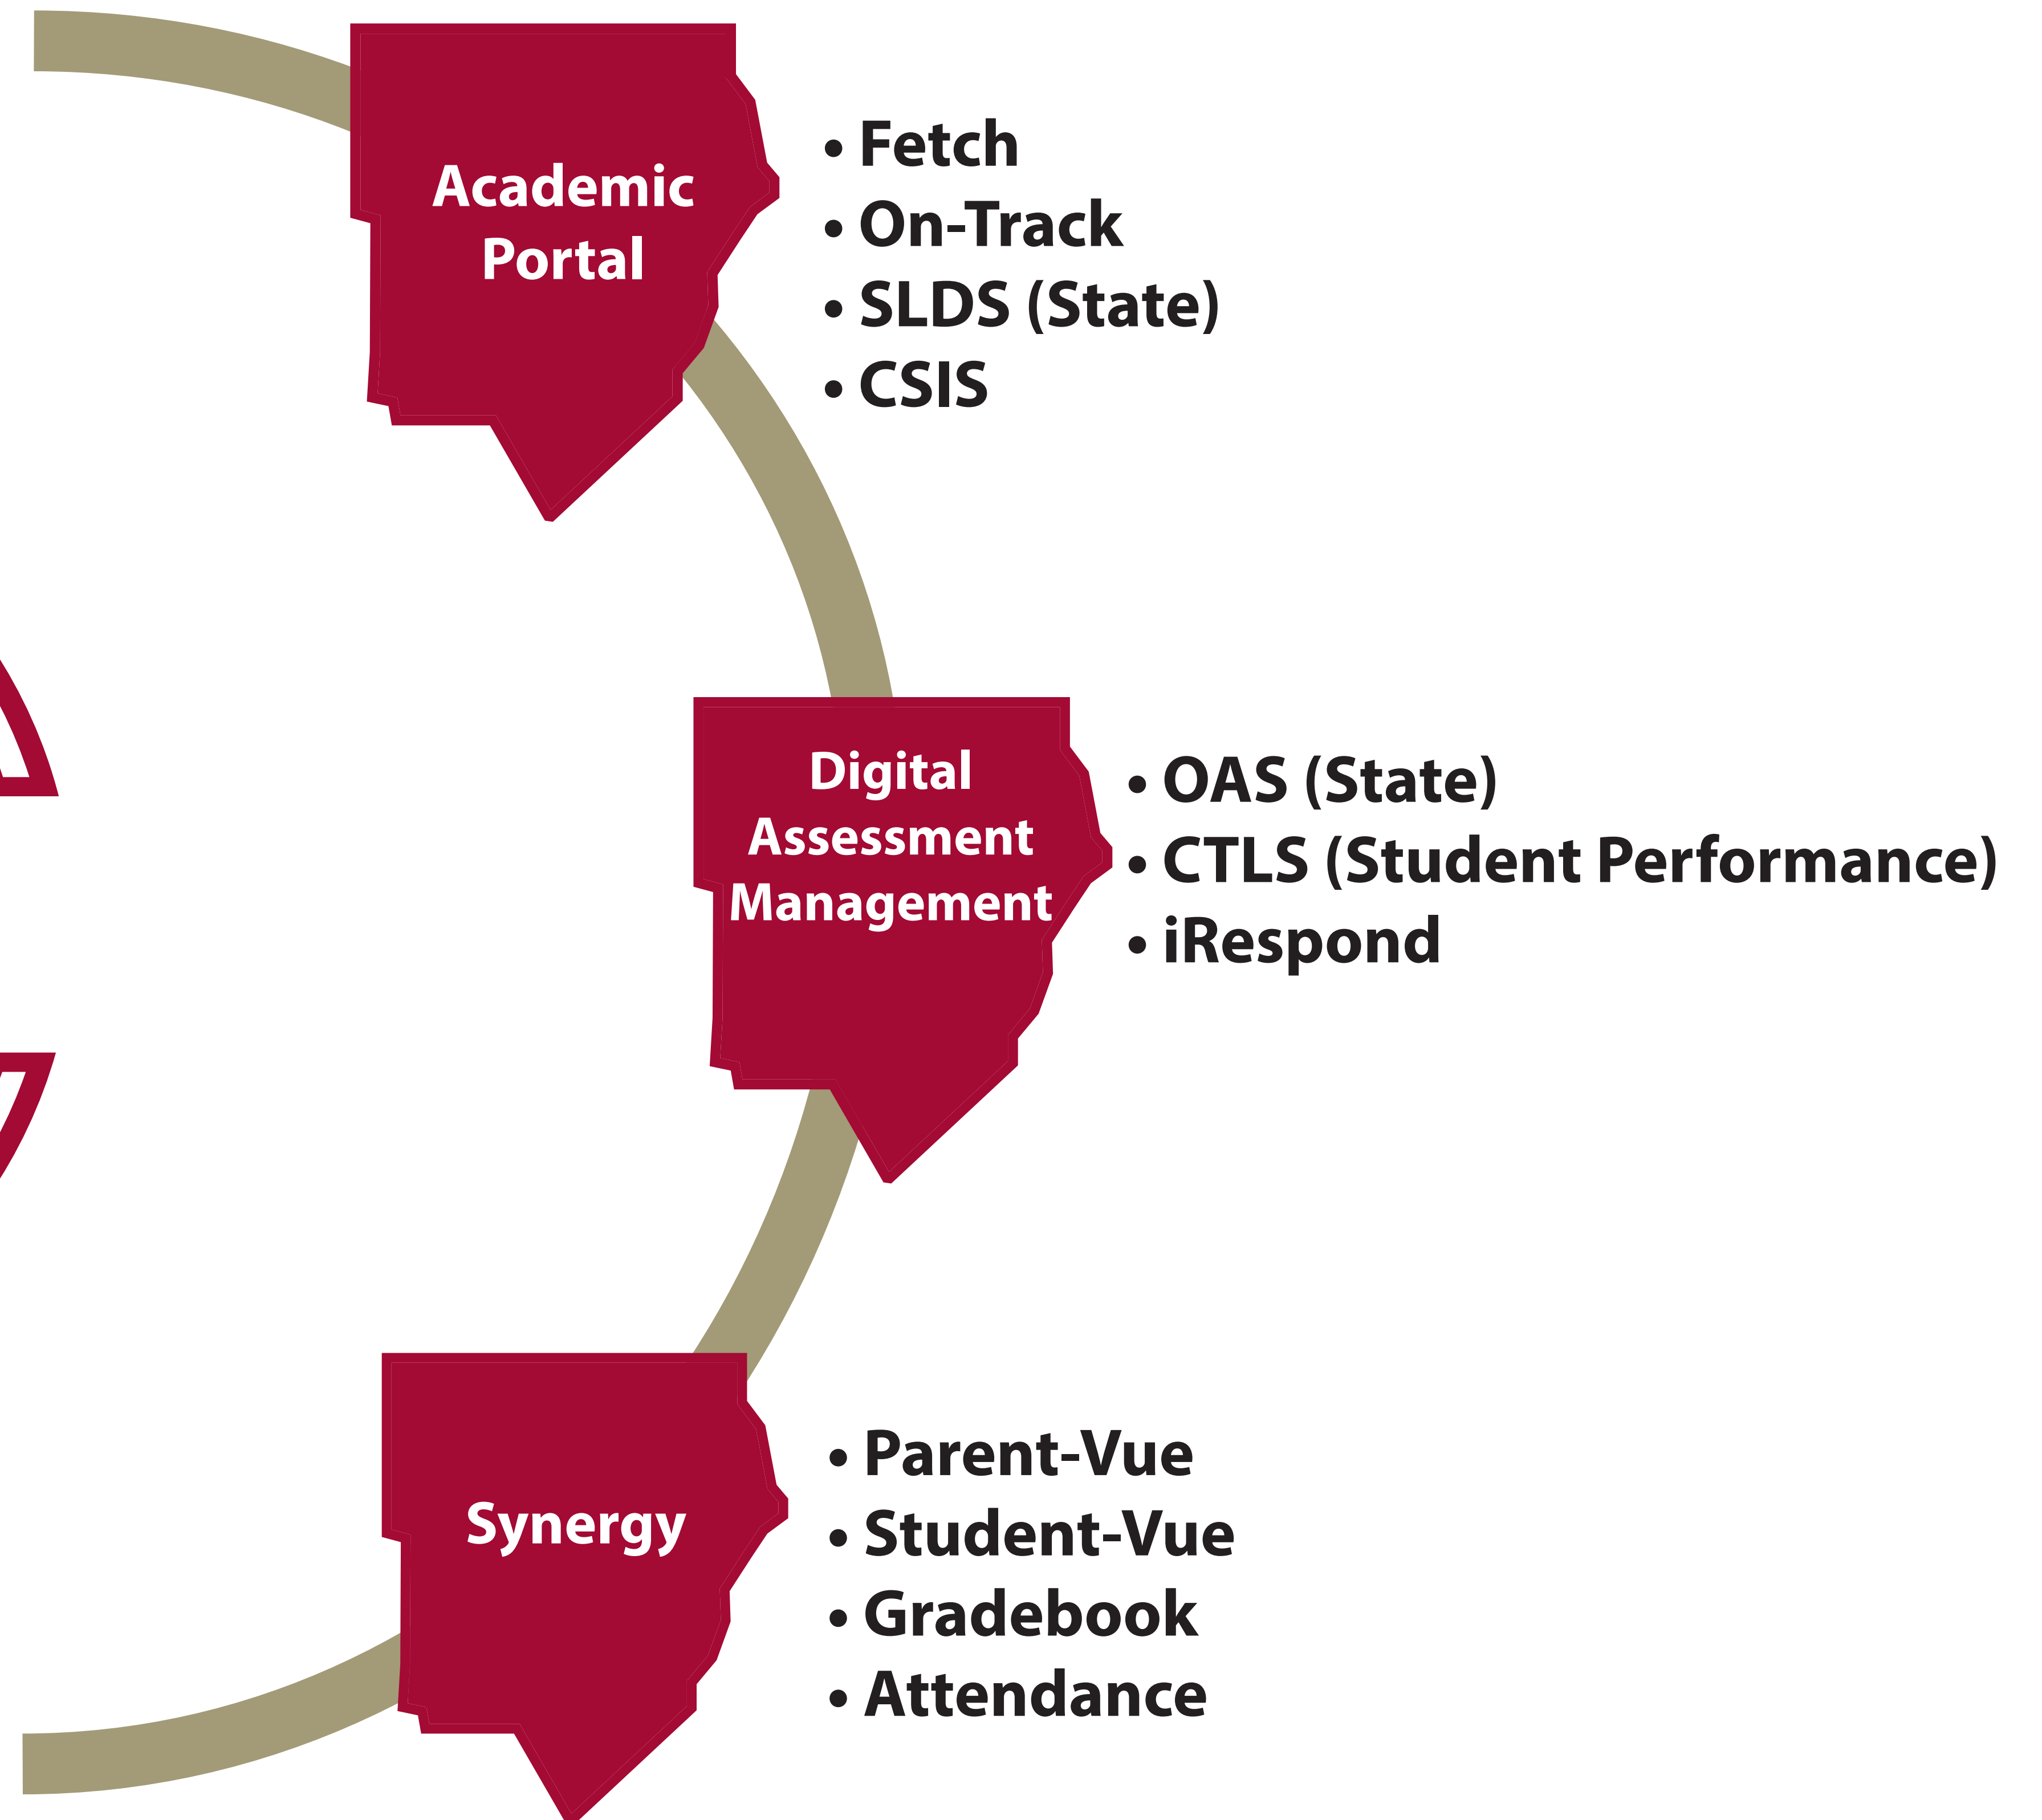 Academic
Portal
• Fetch
• On-Track
• SLDS (State)
• CSIS
Digital
Assessment
Management
• OAS (State)
• CTLS (Student Performance)
• iRespond
Synergy
• Parent-Vue
• Student-Vue
• Gradebook
• Attendance